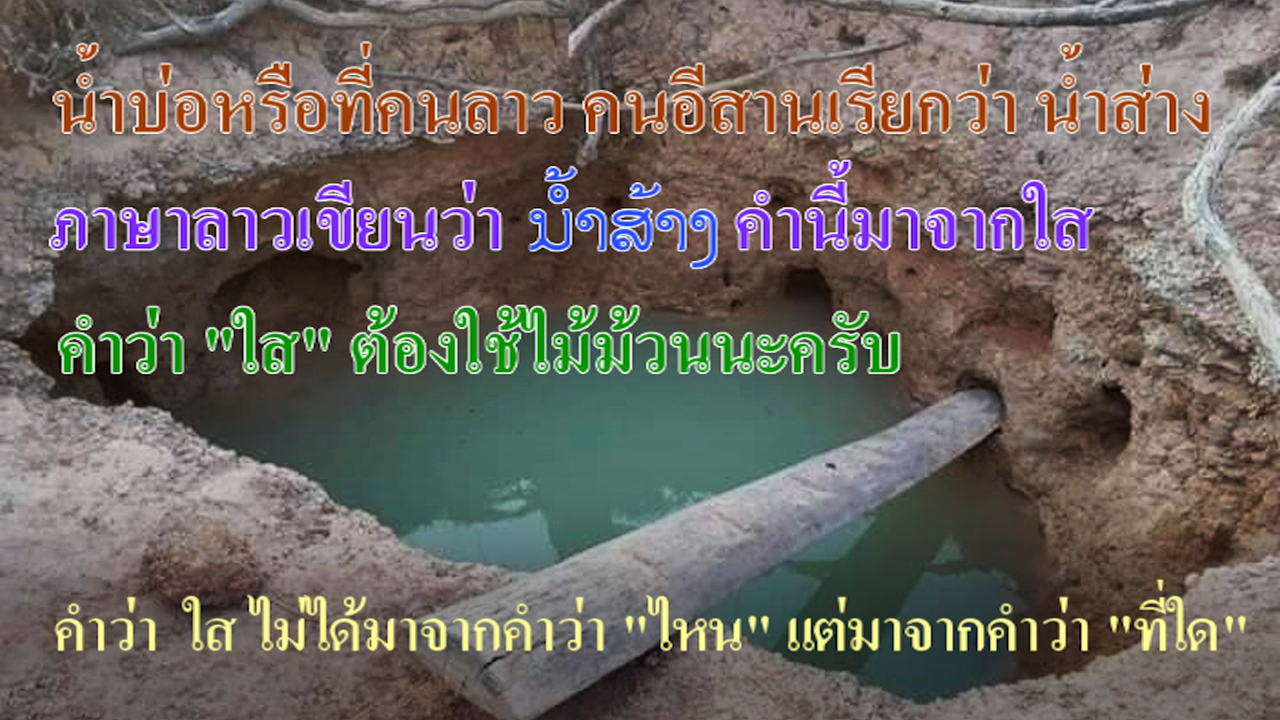 น้ำบ่อหรือที่คนลาว คนอีสานเรียกว่า น้ำส่าง
ภาษาลาวเขียนว่า ນ້ຳສ້າງ คำนี้มาจากใส
คำว่า "ใส" ต้องใช้ไม้ม้วนนะครับ
คำว่า ใส ไม่ได้มาจากคำว่า "ไหน" แต่มาจากคำว่า "ที่ใด"